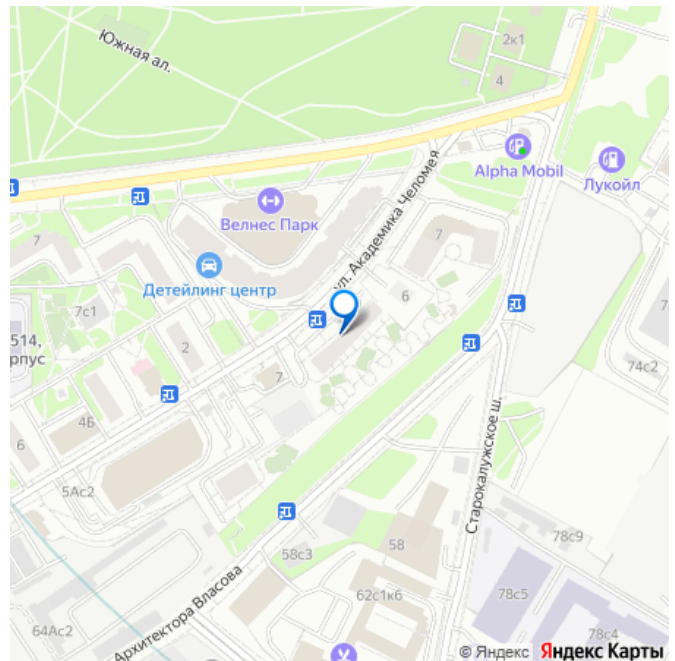 Южная ал.
2к1
4
Alpha Mobil
Лукойл
Велнес Парк
ул. Академика Челомея
7
7
Детейлинг центр
6
7с1
514,
рпус
2
7
74с2
4Б
6
5Ас2
Старокалужское ш.
58с3
58
78с9
62с1к6
78с5
64Ас2
Архитектора Власова
78с4
© Яндекс Яндекс Карты